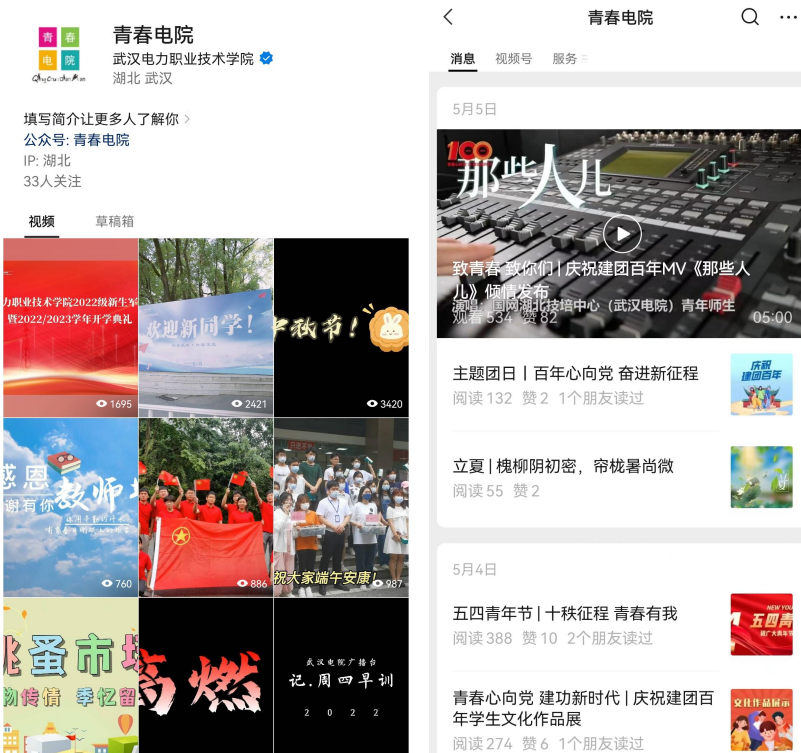 青春
电院
青春电院
武汉电力职业技术学院
湖北 武汉
填写简介让更多人了解你
公众号: 青春电院
IP: 湖北
33人关注
视频
草稿箱
力职业技术学院2022级新生军
暨2022/2023学年开学典礼
1695
欢迎新同学!
2421
中秋节!
3420
感恩
谢有你
教师
760
886
祝大家端午安康!
987
跳蚤市场
物传情 季忆留
燃
武汉电院广播台
记.周四早训
2 0 2 2
青春电院
消息
视频号
服务
5月5日
100
那些人儿
致青春 致你们 | 庆祝建团百年MV《那些人
儿》倾情发布
演唱：国网湖北技培中心（武汉电院）青年师生
观看 534 赞 82
05:00
主题团日丨百年心向党 奋进新征程
阅读 132 赞 2 1个朋友读过
庆祝
建团百年
立夏 | 槐柳阴初密，帘栊暑尚微
阅读 55 赞 2
5月4日
五四青年节 | 十秩征程 青春有我
阅读 388 赞 10 2个朋友读过
五四青
青春心向党 建功新时代 | 庆祝建团百
年学生文化作品展
阅读 274 赞 6 1个朋友读过
文化作品展示